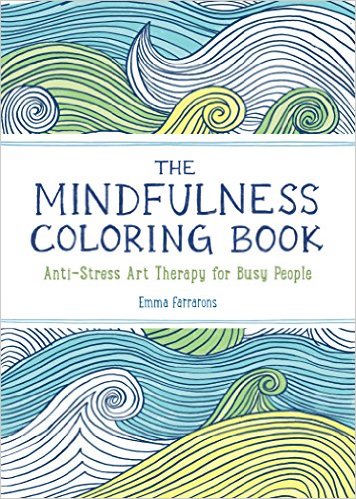 THE
MINDFULNESS
COLORING BOOK
Anti-Stress Art Therapy for Busy People
Emma Farrarons